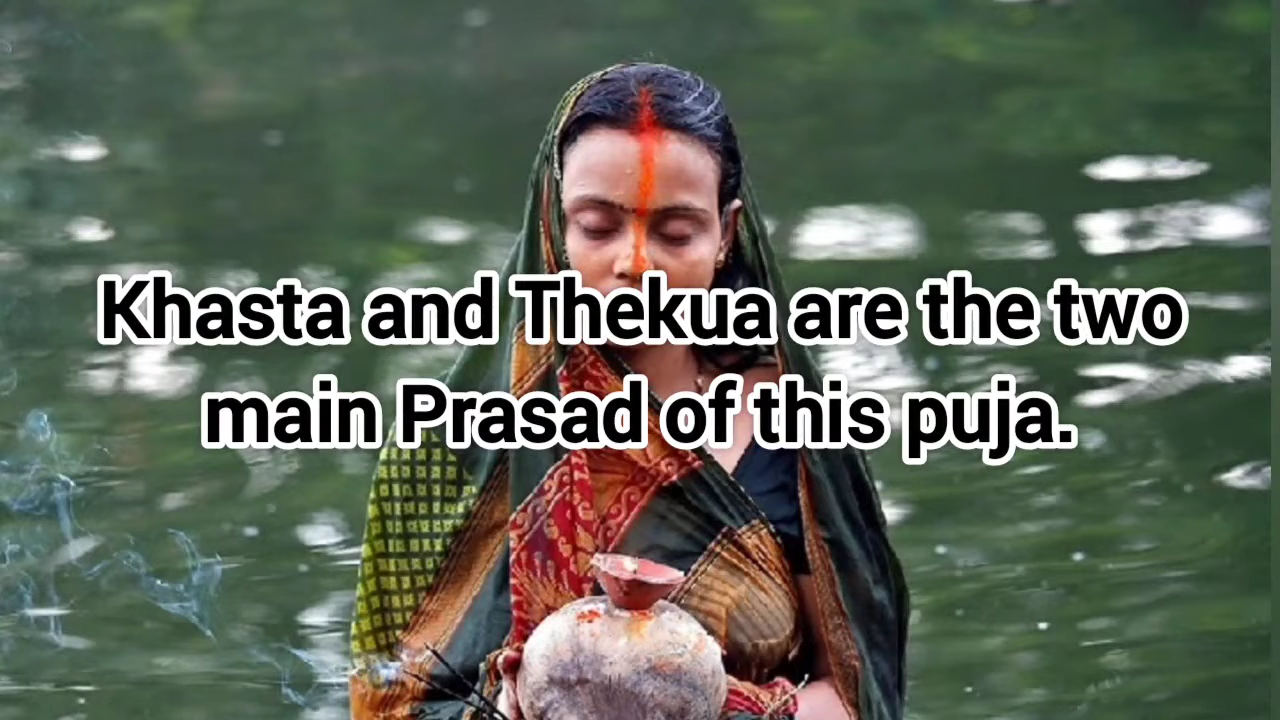 Khasta and Thekua are the two
main Prasad of this puja.